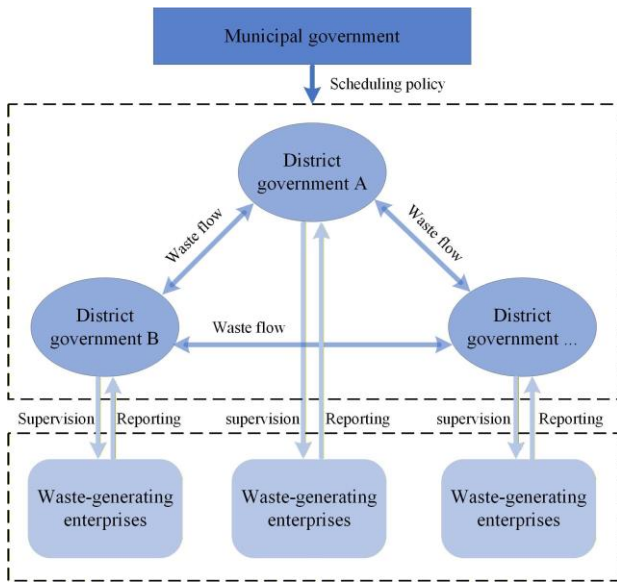 Municipal government
Scheduling policy
District
government A
Waste flow
Waste flow
District
government B
Waste flow
District
government ...
Supervision
Reporting
supervision
Reporting
supervision
Reporting
Waste-generating
enterprises
Waste-generating
enterprises
Waste-generating
enterprises